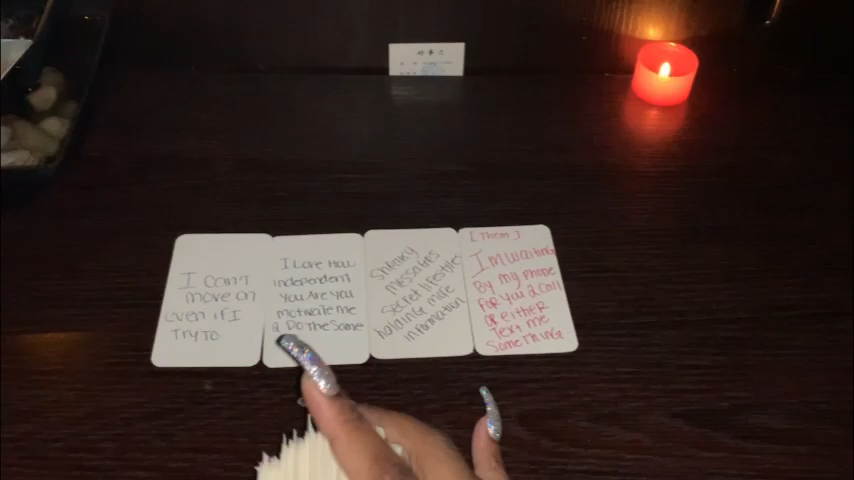 I can't
move on
even if I
Try To
I Love How
independent
You Are you
motivate me
2 Do The Same
Sneaky
messages
secret lifestyles
holding more
information
[Them]
I'm waiting
By my phone
For you 2 call
or either
Text me
Something